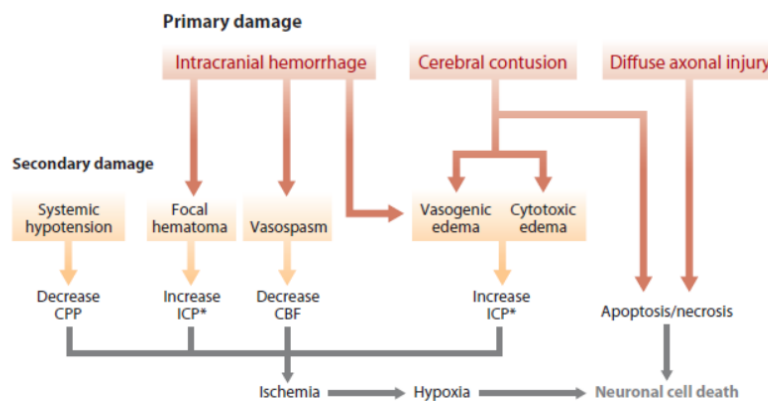 Primary damage
Intracranial hemorrhage
Cerebral contusion
Diffuse axonal injury
Secondary damage
Systemic
hypotension
Focal
hematoma
Vasospasm
Vasogenic
edema
Cytotoxic
edema
Decrease
CPP
Increase
ICP*
Decrease
CBF
Increase
ICP*
Apoptosis/necrosis
Ischemia
Hypoxia
Neuronal cell death